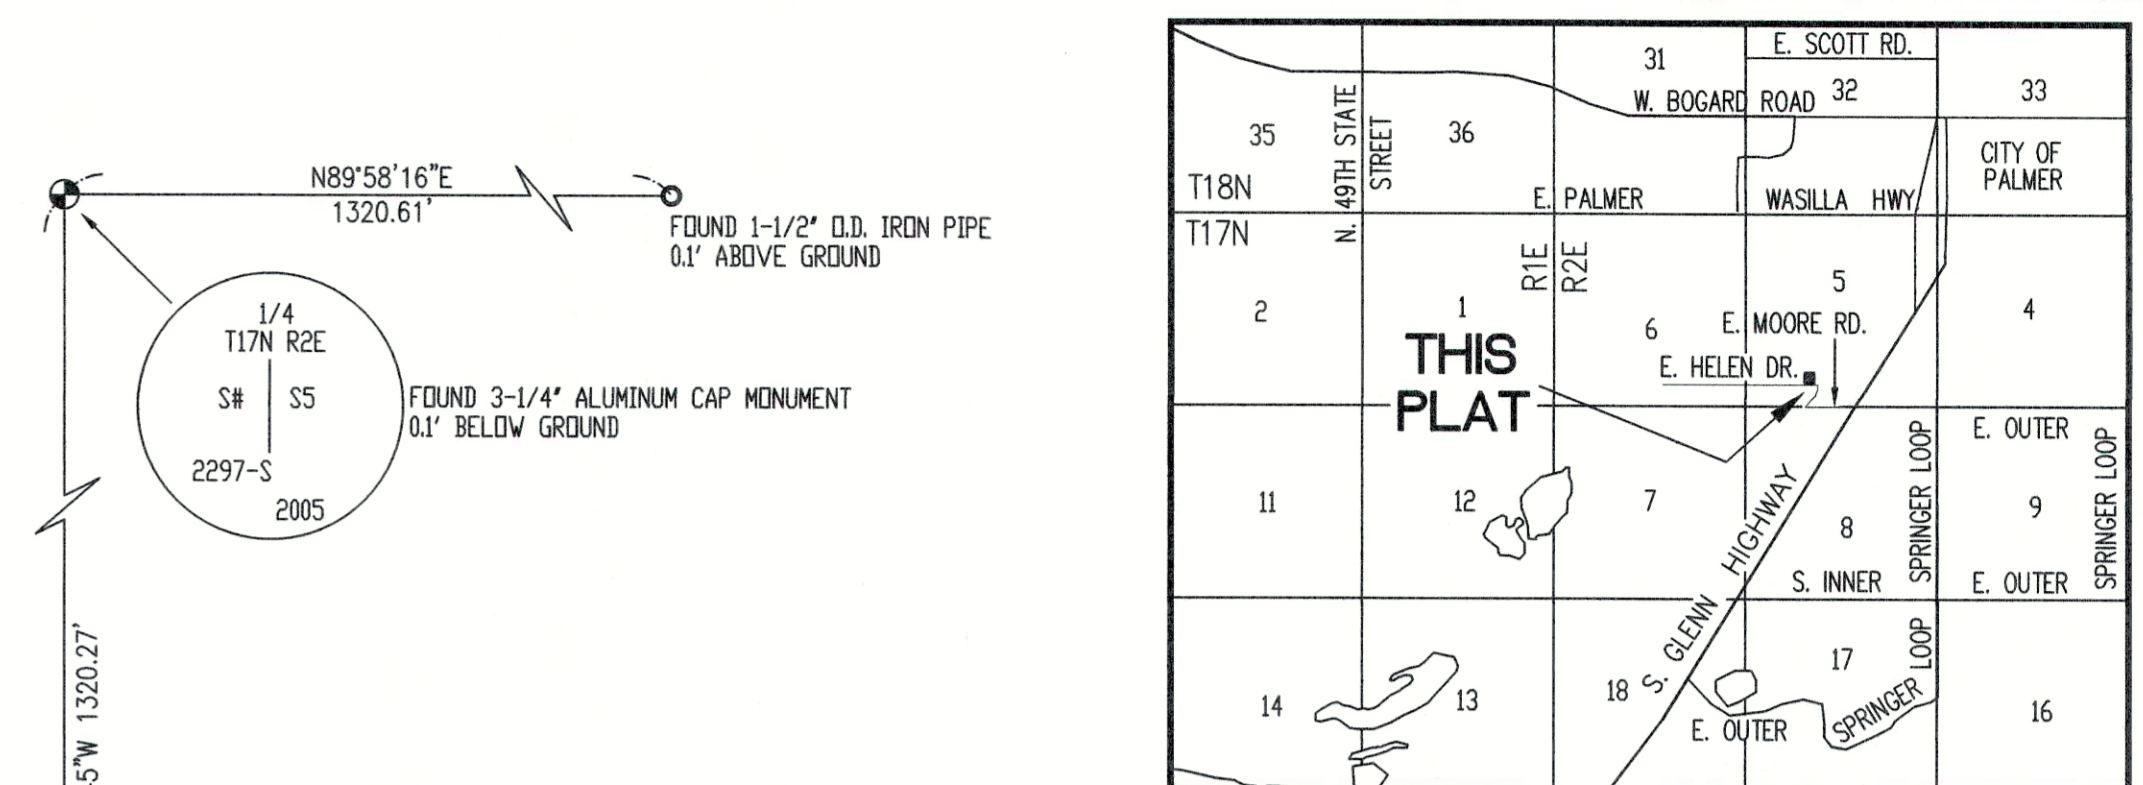 N89°58'16"E
1320.61'
FOUND 1-1/2" O.D. IRON PIPE
0.1' ABOVE GROUND
1/4
T17N R2E
S# S5
2297-S
2005
FOUND 3-1/4" ALUMINUM CAP MONUMENT
0.1' BELOW GROUND
5"W 1320.27'
E. SCOTT RD.
31
32
33
W. BOGARD ROAD
35
N. 49TH STATE
STREET
36
CITY OF
PALMER
T18N
E. PALMER
WASILLA HWY
T17N
R1E
R2E
2
1
6
5
4
E. MOORE RD.
THIS
PLAT
E. HELEN DR.
E. OUTER
SPRINGER LOOP
11
12
7
S. GLENN HIGHWAY
8
SPRINGER LOOP
9
S. INNER
E. OUTER
14
13
18
17
LOOP
16
E. OUTER
SPRINGER